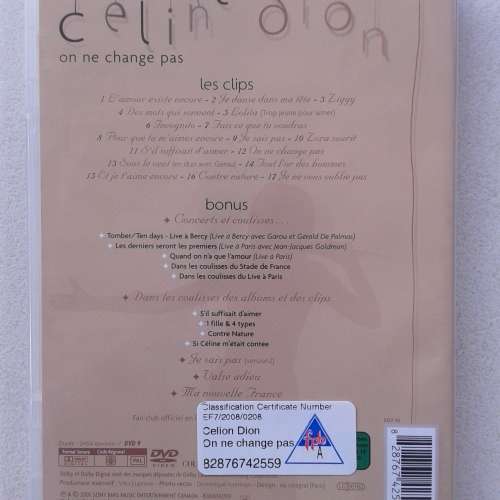 celine dion
on ne change pas
les clips
1 L'amour existe encore - 2 Je danse dans ma tête - 3 Ziggy
4 Des mots qui sonnent - 5 Lolita (Trop jeune pour aimer)
6 Incognito - 7 Fais ce que tu voudras
8 Pour que tu m'aimes encore - 9 Je sais pas - 10 Zora sourit
11 S'il suffisait d'aimer - 12 On ne change pas
13 Sous le vent (en duo avec Garou) - 14 Tout l'or des hommes
15 Et je t'aime encore - 16 Contre nature - 17 Je ne vous oublie pas
bonus
Concerts et coulisses...
Tomber/Ten days - Live à Bercy (Live à Bercy avec Garou et Gérald De Palmas)
Les derniers seront les premiers (Live à Paris avec Jean-Jacques Goldman)
Quand on n'a que l'amour (Live à Paris)
Dans les coulisses du Stade de France
Dans les coulisses du Live à Paris
Dans les coulisses des albums et des clips
S'il suffisait d'aimer
1 fille & 4 types
Contre Nature
Si Céline m'était contée
Je sais pas
Valse adieu
Ma nouvelle France
Fan club officiel en
Classification Certificate Number
EF7/2008/0208
Celion Dion
On ne change pas
82876742559
fpb
A
DVD 9
DVD
VIDEO